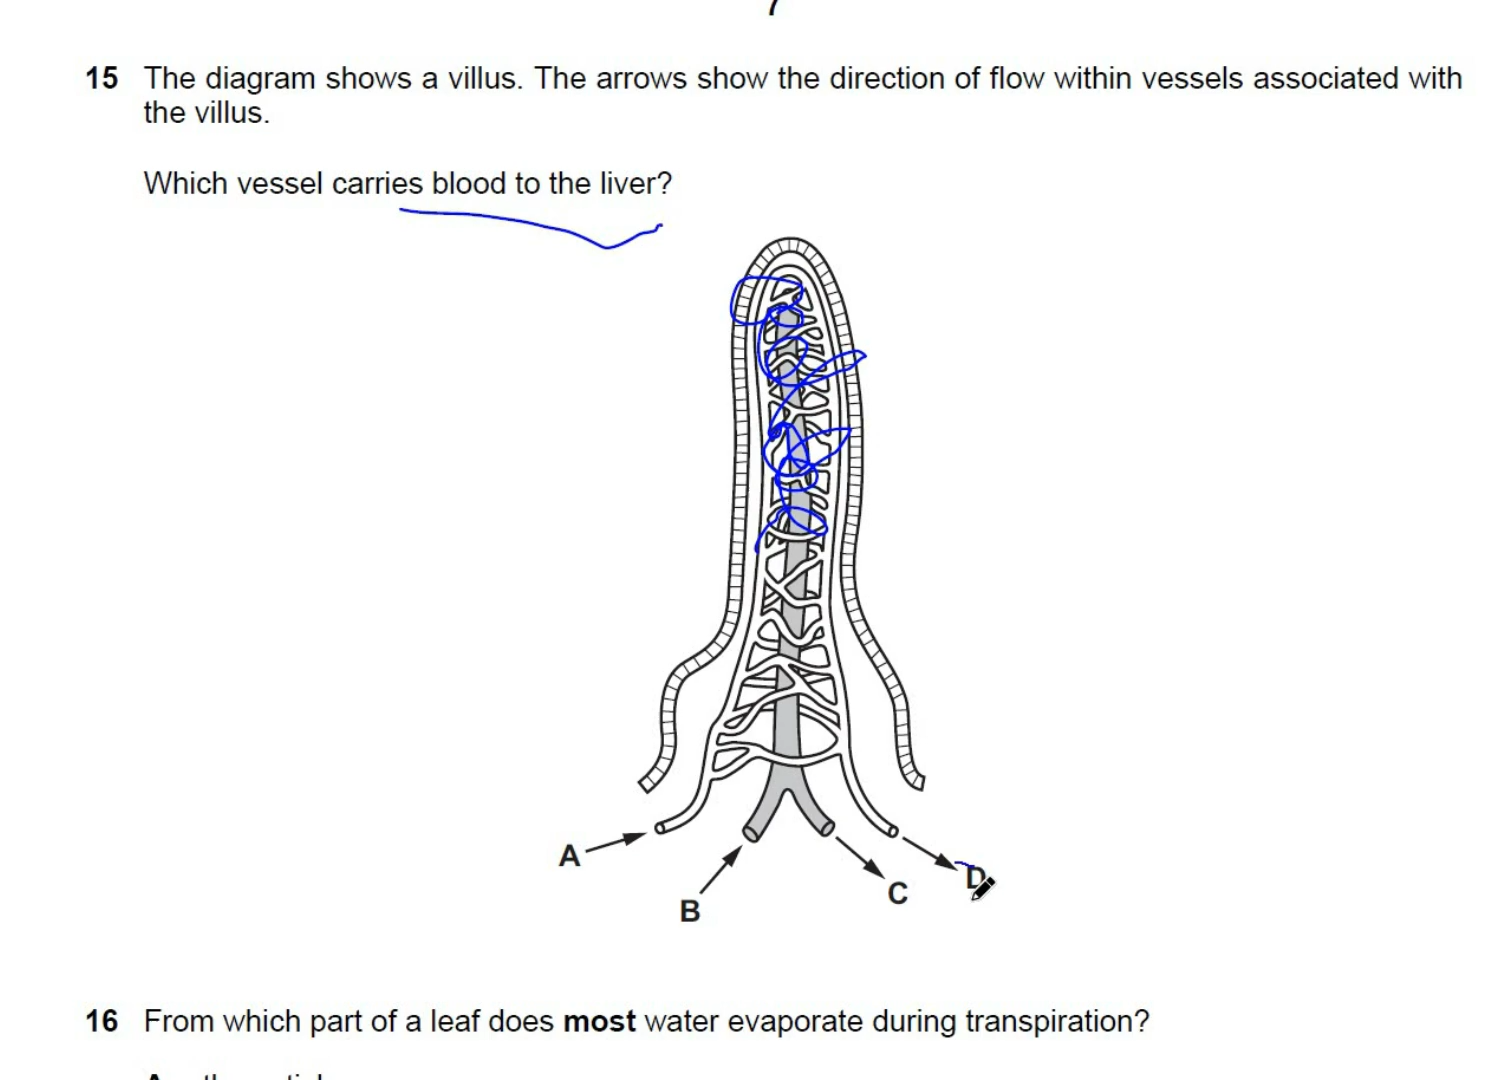 15 The diagram shows a villus. The arrows show the direction of flow within vessels associated with
the villus.
Which vessel carries blood to the liver?
A
B
C
D
16 From which part of a leaf does most water evaporate during transpiration?